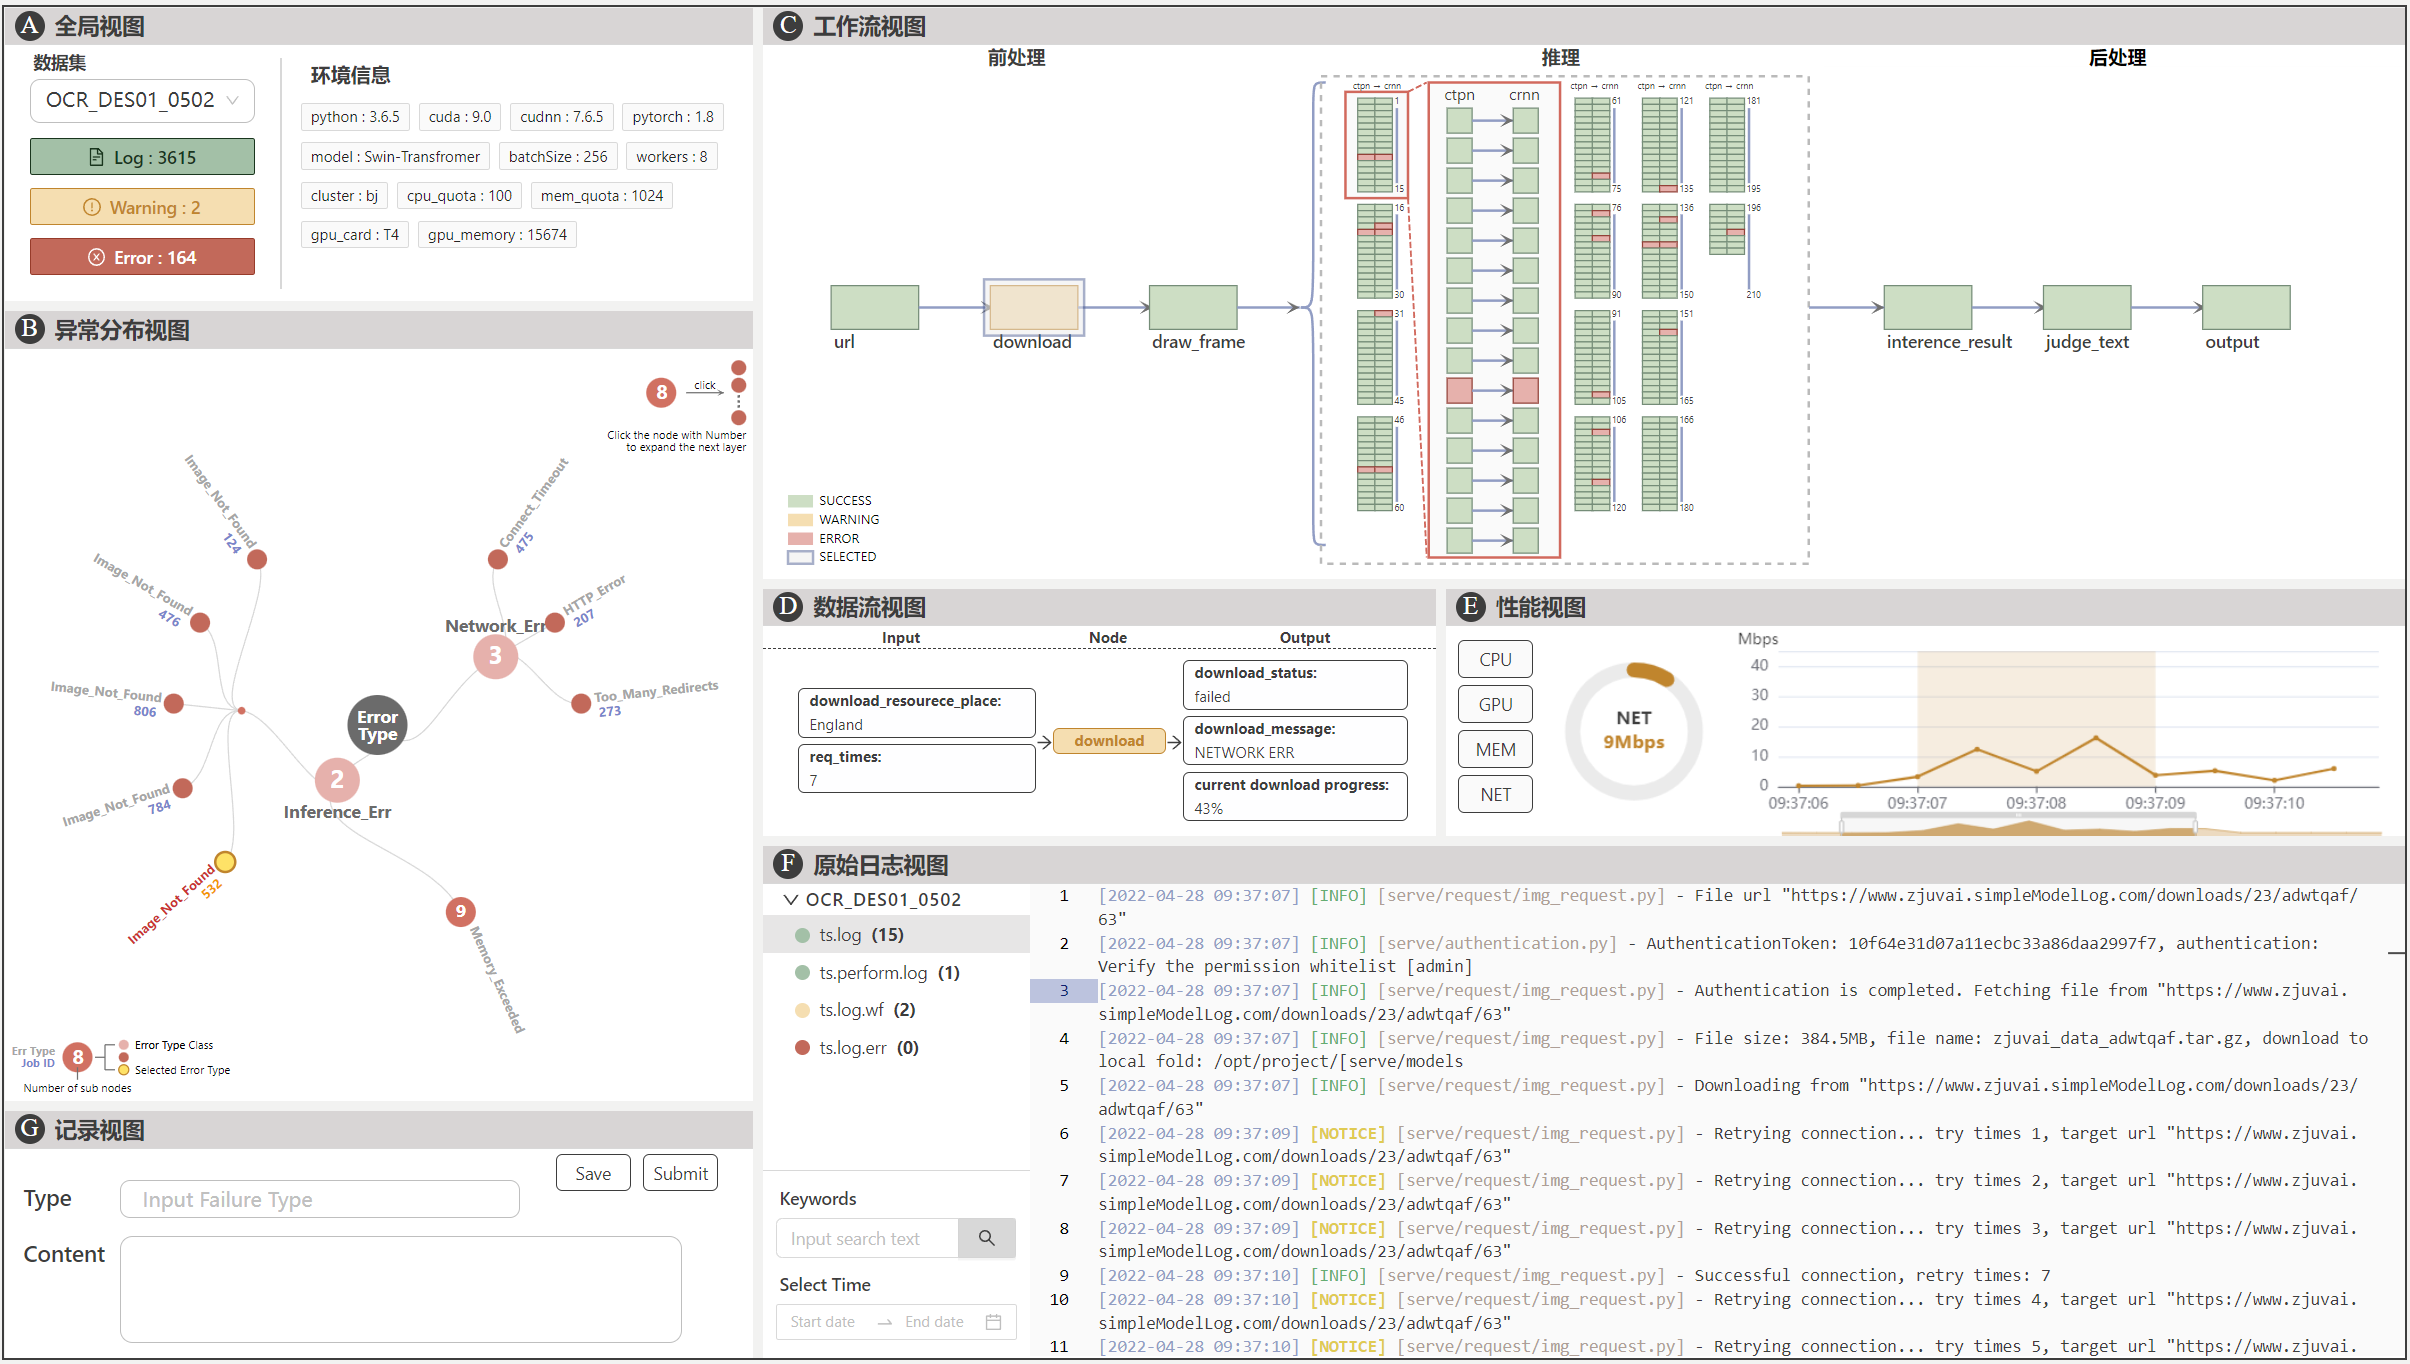 A 全局视图
数据集
OCR_DES01_0502
Log : 3615
Warning : 2
Error : 164
环境信息
python : 3.6.5
cuda : 9.0
cudnn : 7.6.5
pytorch : 1.8
model : Swin-Transfromer
batchSize : 256
workers : 8
cluster : bj
cpu_quota : 100
mem_quota : 1024
gpu_card : T4
gpu_memory : 15674
B 异常分布视图
8
click
Click the node with Number
to expand the next layer
Image_Not_Found
124
Image_Not_Found
476
Image_Not_Found
806
Image_Not_Found
784
Image_Not_Found
532
Connect_Timeout
475
HTTP_Error
207
Too_Many_Redirects
273
Network_Err
3
Error
Type
2
Inference_Err
9
Memory_Exceeded
Err Type
Job ID
8
Error Type Class
Selected Error Type
Number of sub nodes
G 记录视图
Save
Submit
Type
Input Failure Type
Content
C 工作流视图
前处理
推理
后处理
url
download
draw_frame
ctpn → crnn
1
15
16
30
31
45
46
60
ctpn
crnn
ctpn → crnn
61
75
76
90
91
105
106
120
ctpn → crnn
121
135
136
150
151
165
166
180
ctpn → crnn
181
195
196
210
interence_result
judge_text
output
SUCCESS
WARNING
ERROR
SELECTED
D 数据流视图
Input
Node
Output
download_resourece_place:
England
req_times:
7
download
download_status:
failed
download_message:
NETWORK ERR
current download progress:
43%
E 性能视图
CPU
GPU
MEM
NET
NET
9Mbps
Mbps
40
30
20
10
0
09:37:06
09:37:07
09:37:08
09:37:09
09:37:10
F 原始日志视图
OCR_DES01_0502
ts.log (15)
ts.perform.log (1)
ts.log.wf (2)
ts.log.err (0)
Keywords
Input search text
Select Time
Start date → End date
1 [2022-04-28 09:37:07] [INFO] [serve/request/img_request.py] - File url "https://www.zjuvai.simpleModelLog.com/downloads/23/adwtqaf/
63"
2 [2022-04-28 09:37:07] [INFO] [serve/authentication.py] - AuthenticationToken: 10f64e31d07a11ecbc33a86daa2997f7, authentication:
Verify the permission whitelist [admin]
3 [2022-04-28 09:37:07] [INFO] [serve/request/img_request.py] - Authentication is completed. Fetching file from "https://www.zjuvai.
simpleModelLog.com/downloads/23/adwtqaf/63"
4 [2022-04-28 09:37:07] [INFO] [serve/request/img_request.py] - File size: 384.5MB, file name: zjuvai_data_adwtqaf.tar.gz, download to
local fold: /opt/project/[serve/models
5 [2022-04-28 09:37:07] [INFO] [serve/request/img_request.py] - Downloading from "https://www.zjuvai.simpleModelLog.com/downloads/23/
adwtqaf/63"
6 [2022-04-28 09:37:09] [NOTICE] [serve/request/img_request.py] - Retrying connection... try times 1, target url "https://www.zjuvai.
simpleModelLog.com/downloads/23/adwtqaf/63"
7 [2022-04-28 09:37:09] [NOTICE] [serve/request/img_request.py] - Retrying connection... try times 2, target url "https://www.zjuvai.
simpleModelLog.com/downloads/23/adwtqaf/63"
8 [2022-04-28 09:37:09] [NOTICE] [serve/request/img_request.py] - Retrying connection... try times 3, target url "https://www.zjuvai.
simpleModelLog.com/downloads/23/adwtqaf/63"
9 [2022-04-28 09:37:10] [INFO] [serve/request/img_request.py] - Successful connection, retry times: 7
10 [2022-04-28 09:37:10] [NOTICE] [serve/request/img_request.py] - Retrying connection... try times 4, target url "https://www.zjuvai.
simpleModelLog.com/downloads/23/adwtqaf/63"
11 [2022-04-28 09:37:10] [NOTICE] [serve/request/img_request.py] - Retrying connection... try times 5, target url "https://www.zjuvai.